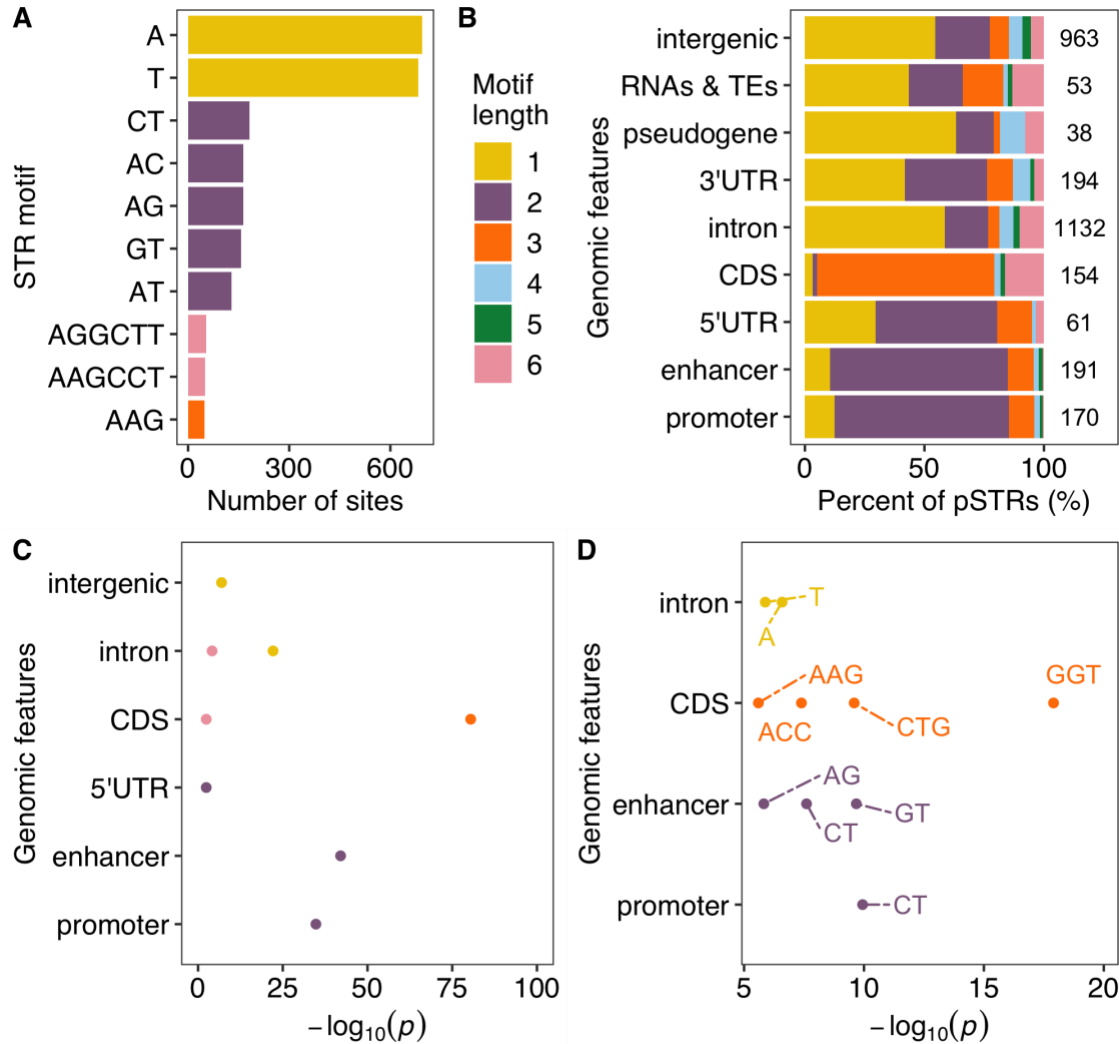 A
STR motif
A
T
CT
AC
AG
GT
AT
AGGCTT
AAGCCT
AAG
0 300 600
Number of sites
Motif
length
1
2
3
4
5
6
B
Genomic features
intergenic 963
RNAs & TEs 53
pseudogene 38
3'UTR 194
intron 1132
CDS 154
5'UTR 61
enhancer 191
promoter 170
0 50 100
Percent of pSTRs (%)
C
Genomic features
intergenic
intron
CDS
5'UTR
enhancer
promoter
0 25 50 75 100
−log10(p)
D
Genomic features
intron
T
A
CDS
AAG
GGT
ACC
CTG
enhancer
AG
GT
CT
promoter
CT
5 10 15 20
−log10(p)